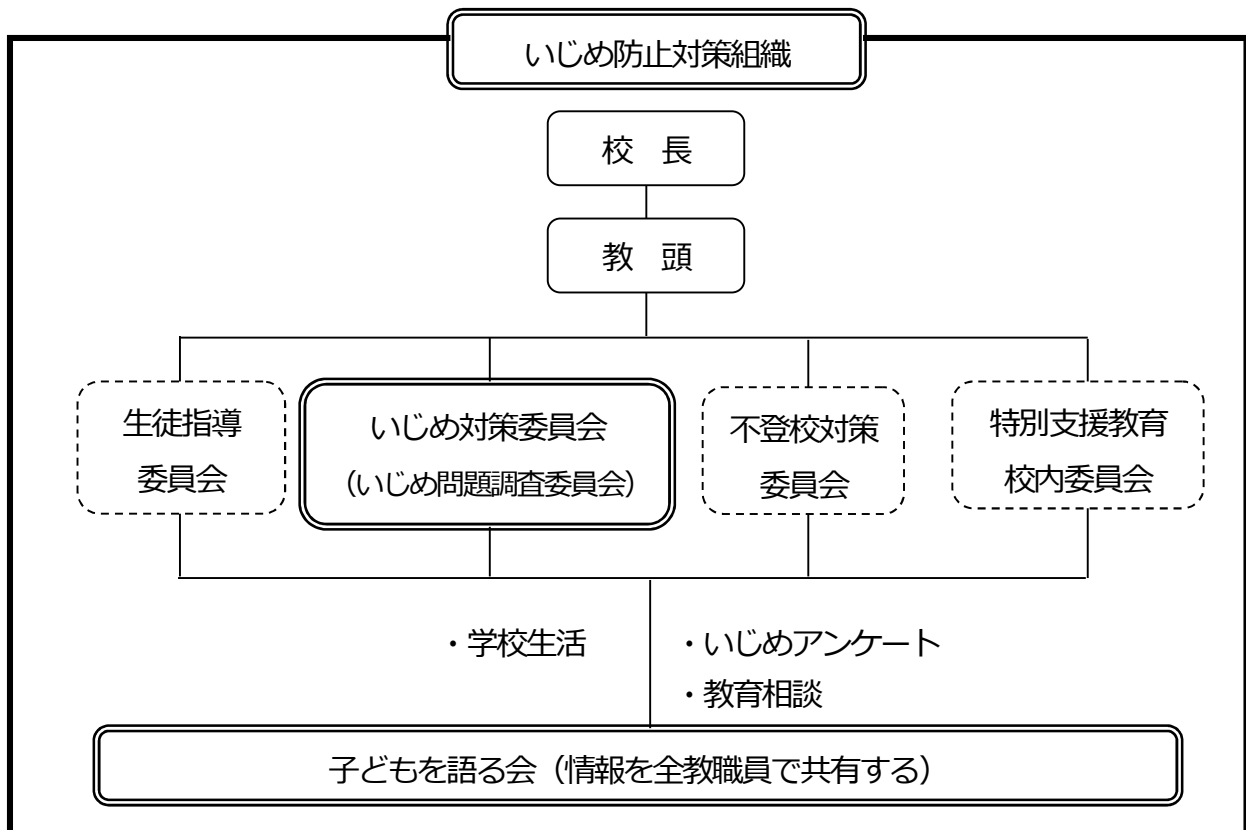 いじめ防止対策組織
校　長
教　頭
生徒指導
委員会
いじめ対策委員会
（いじめ問題調査委員会）
不登校対策
委員会
特別支援教育
校内委員会
・学校生活
・いじめアンケート
・教育相談
子どもを語る会（情報を全教職員で共有する）